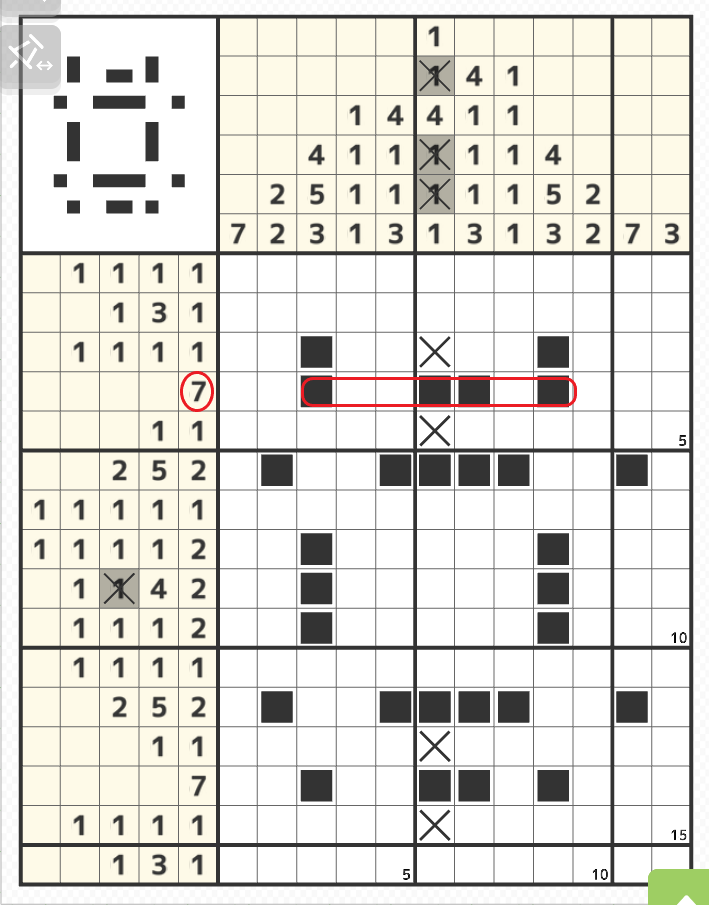 1
1 4 1
1 4 4 1 1
4 1 1 1 1 1 4
2 5 1 1 1 1 1 5 2
7 2 3 1 3 1 3 1 3 2 7 3
1 1 1 1
1 3 1
1 1 1 1
7
1 1 5
2 5 2
1 1 1 1 1
1 1 1 1 2
1 1 4 2
1 1 1 2 10
1 1 1 1
2 5 2
1 1
7
1 1 1 1 15
1 3 1 5 10